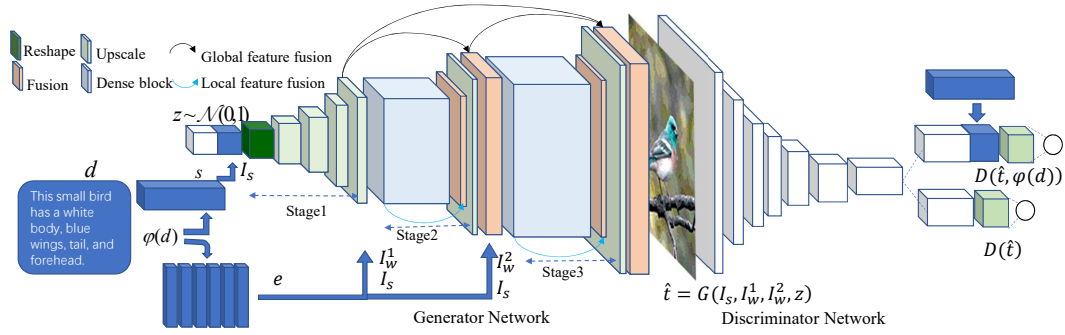 Reshape
Upscale
Global feature fusion
Fusion
Dense block
Local feature fusion
z~𝒩(0,1)
d
s
I_s
This small bird
has a white
body, blue
wings, tail, and
forehead.
φ(d)
e
Stage1
Stage2
Stage3
I_w^1
I_s
I_w^2
I_s
t̂ = G(I_s, I_w^1, I_w^2, z)
Generator Network
Discriminator Network
D(t̂, φ(d))
D(t̂)